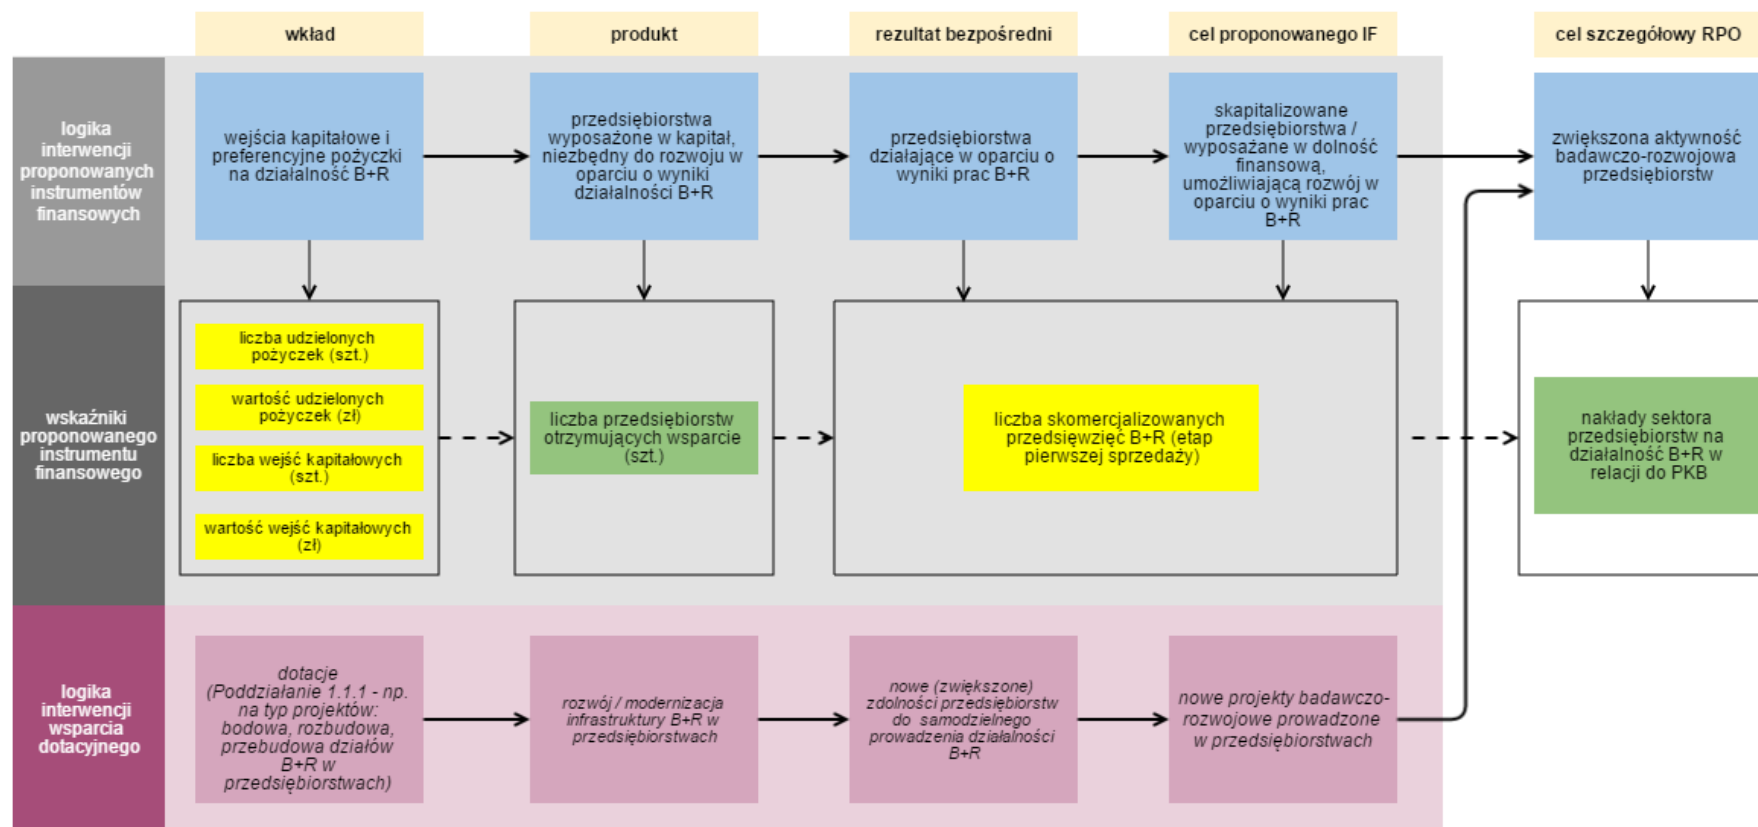 wkład
produkt
rezultat bezpośredni
cel proponowanego IF
cel szczegółowy RPO
logika
interwencji
proponowanych
instrumentów
finansowych
wejścia kapitałowe i
preferencyjne pożyczki
na działalność B+R
przedsiębiorstwa
wyposażone w kapitał,
niezbędny do rozwoju w
oparciu o wyniki
działalności B+R
przedsiębiorstwa
działające w oparciu o
wyniki prac B+R
skapitalizowane
przedsiębiorstwa /
wyposażane w dolność
finansową,
umożliwiającą rozwój w
oparciu o wyniki prac
B+R
zwiększona aktywność
badawczo-rozwojowa
przedsiębiorstw
wskaźniki
proponowanego
instrumentu
finansowego
liczba udzielonych
pożyczek (szt.)
wartość udzielonych
pożyczek (zł)
liczba wejść kapitałowych
(szt.)
wartość wejść kapitałowych
(zł)
liczba przedsiębiorstw
otrzymujących wsparcie
(szt.)
liczba skomercjalizowanych
przedsięwzięć B+R (etap
pierwszej sprzedaży)
nakłady sektora
przedsiębiorstw na
działalność B+R w
relacji do PKB
logika
interwencji
wsparcia
dotacyjnego
dotacje
(Poddziałanie 1.1.1 - np.
na typ projektów:
bodowa, rozbudowa,
przebudowa działów
B+R w
przedsiębiorstwach)
rozwój / modernizacja
infrastruktury B+R w
przedsiębiorstwach
nowe (zwiększone)
zdolności przedsiębiorstw
do samodzielnego
prowadzenia działalności
B+R
nowe projekty badawczo-
rozwojowe prowadzone
w przedsiębiorstwach